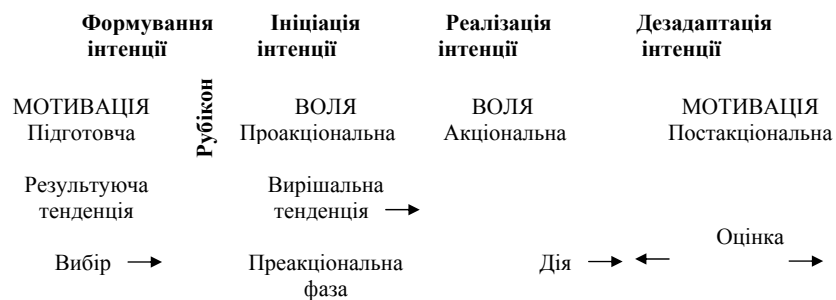 Формування Ініціація Реалізація Дезадаптація
інтенції інтенції інтенції інтенції
Рубікон
МОТИВАЦІЯ ВОЛЯ ВОЛЯ МОТИВАЦІЯ
Підготовча Проакціональна Акціональна Постакціональна
Результуюча Вирішальна
тенденція тенденція
Оцінка
Вибір Преакціональна Дія
фаза